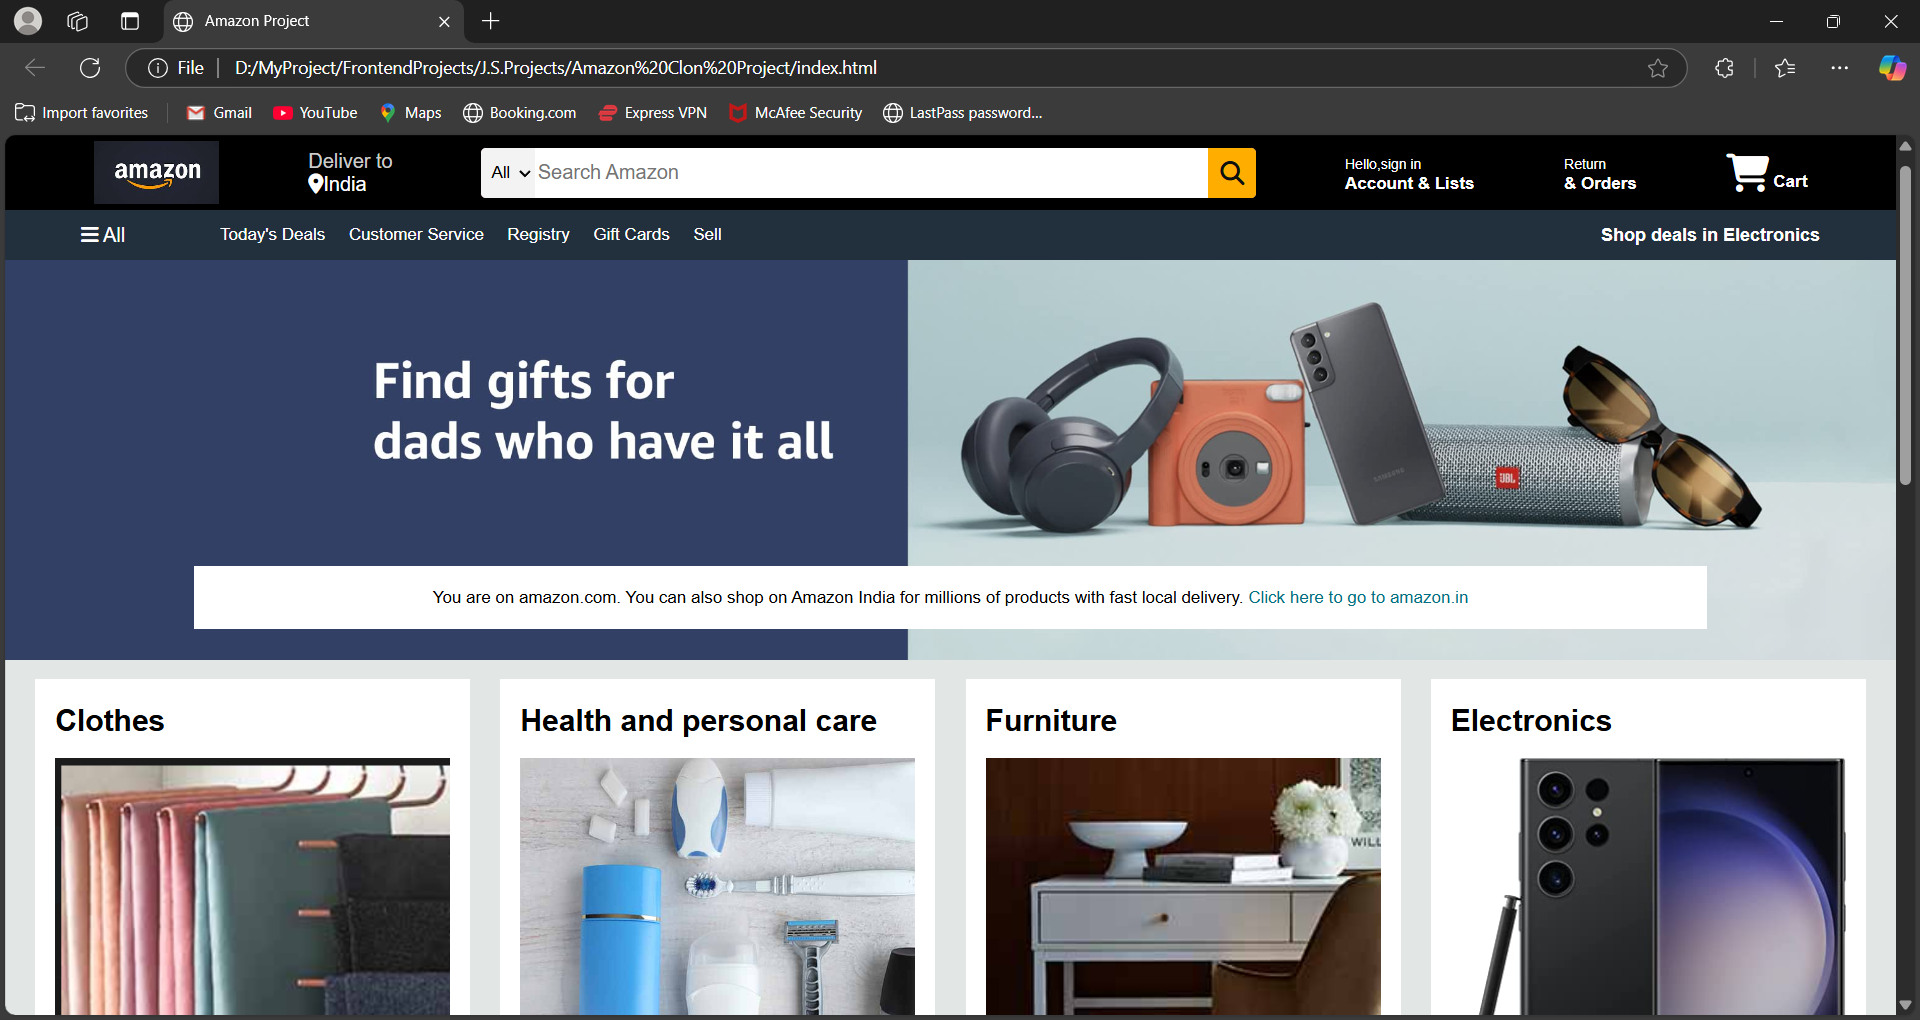 Amazon Project
File D:/MyProject/FrontendProjects/J.S.Projects/Amazon%20Clon%20Project/index.html
Import favorites Gmail YouTube Maps Booking.com Express VPN McAfee Security LastPass password...
amazon
Deliver to
India
All Search Amazon
Hello,sign in
Account & Lists
Return
& Orders
Cart
All Today's Deals Customer Service Registry Gift Cards Sell Shop deals in Electronics
Find gifts for
dads who have it all
SAMSUNG
JBL
You are on amazon.com. You can also shop on Amazon India for millions of products with fast local delivery. Click here to go to amazon.in
Clothes
Health and personal care
Furniture
Electronics
WILL